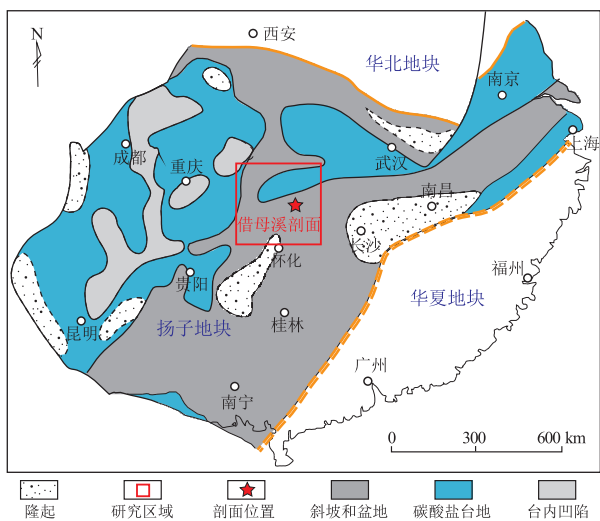 西安
N
华北地块
南京
上海
成都
重庆
武汉
南昌
借母溪剖面
长沙
怀化
贵阳
福州
华夏地块
昆明
扬子地块
桂林
广州
南宁
0 300 600 km
隆起 研究区域 剖面位置 斜坡和盆地 碳酸盐台地 台内凹陷